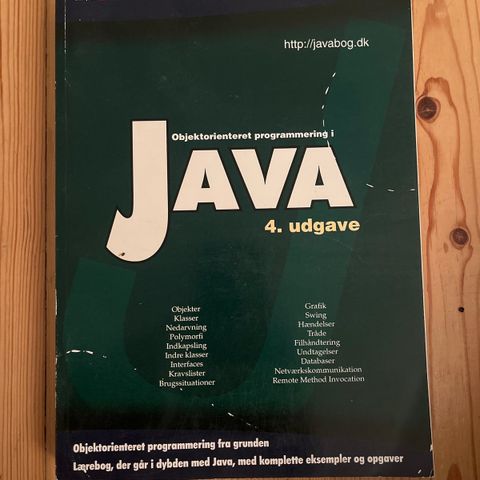 http://javabog.dk
Objektorienteret programmering i
JAVA
4. udgave
Objekter
Klasser
Nedarvning
Polymorfi
Indkapsling
Indre klasser
Interfaces
Kravslister
Brugssituationer
Grafik
Swing
Hændelser
Tråde
Filhåndtering
Undtagelser
Databaser
Netværkskommunikation
Remote Method Invocation
Objektorienteret programmering fra grunden
Lærebog, der går i dybden med Java, med komplette eksempler og opgaver